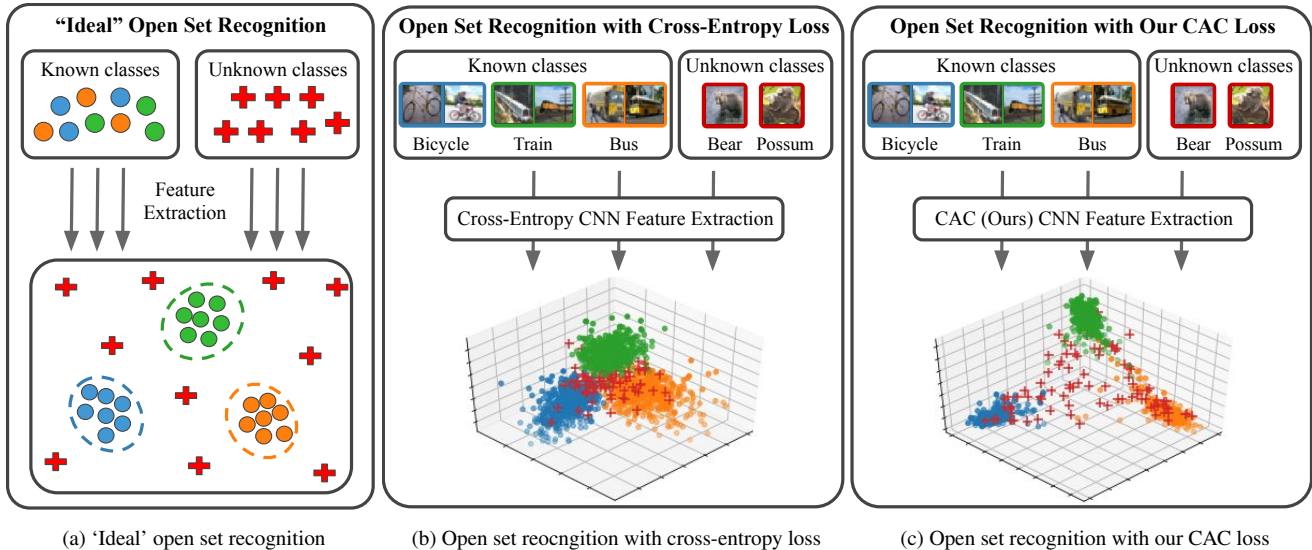 “Ideal” Open Set Recognition
Known classes
Unknown classes
Feature
Extraction
(a) ‘Ideal’ open set recognition
Open Set Recognition with Cross-Entropy Loss
Known classes
Unknown classes
Bicycle
Train
Bus
Bear
Possum
Cross-Entropy CNN Feature Extraction
(b) Open set reocngition with cross-entropy loss
Open Set Recognition with Our CAC Loss
Known classes
Unknown classes
Bicycle
Train
Bus
Bear
Possum
CAC (Ours) CNN Feature Extraction
(c) Open set recognition with our CAC loss